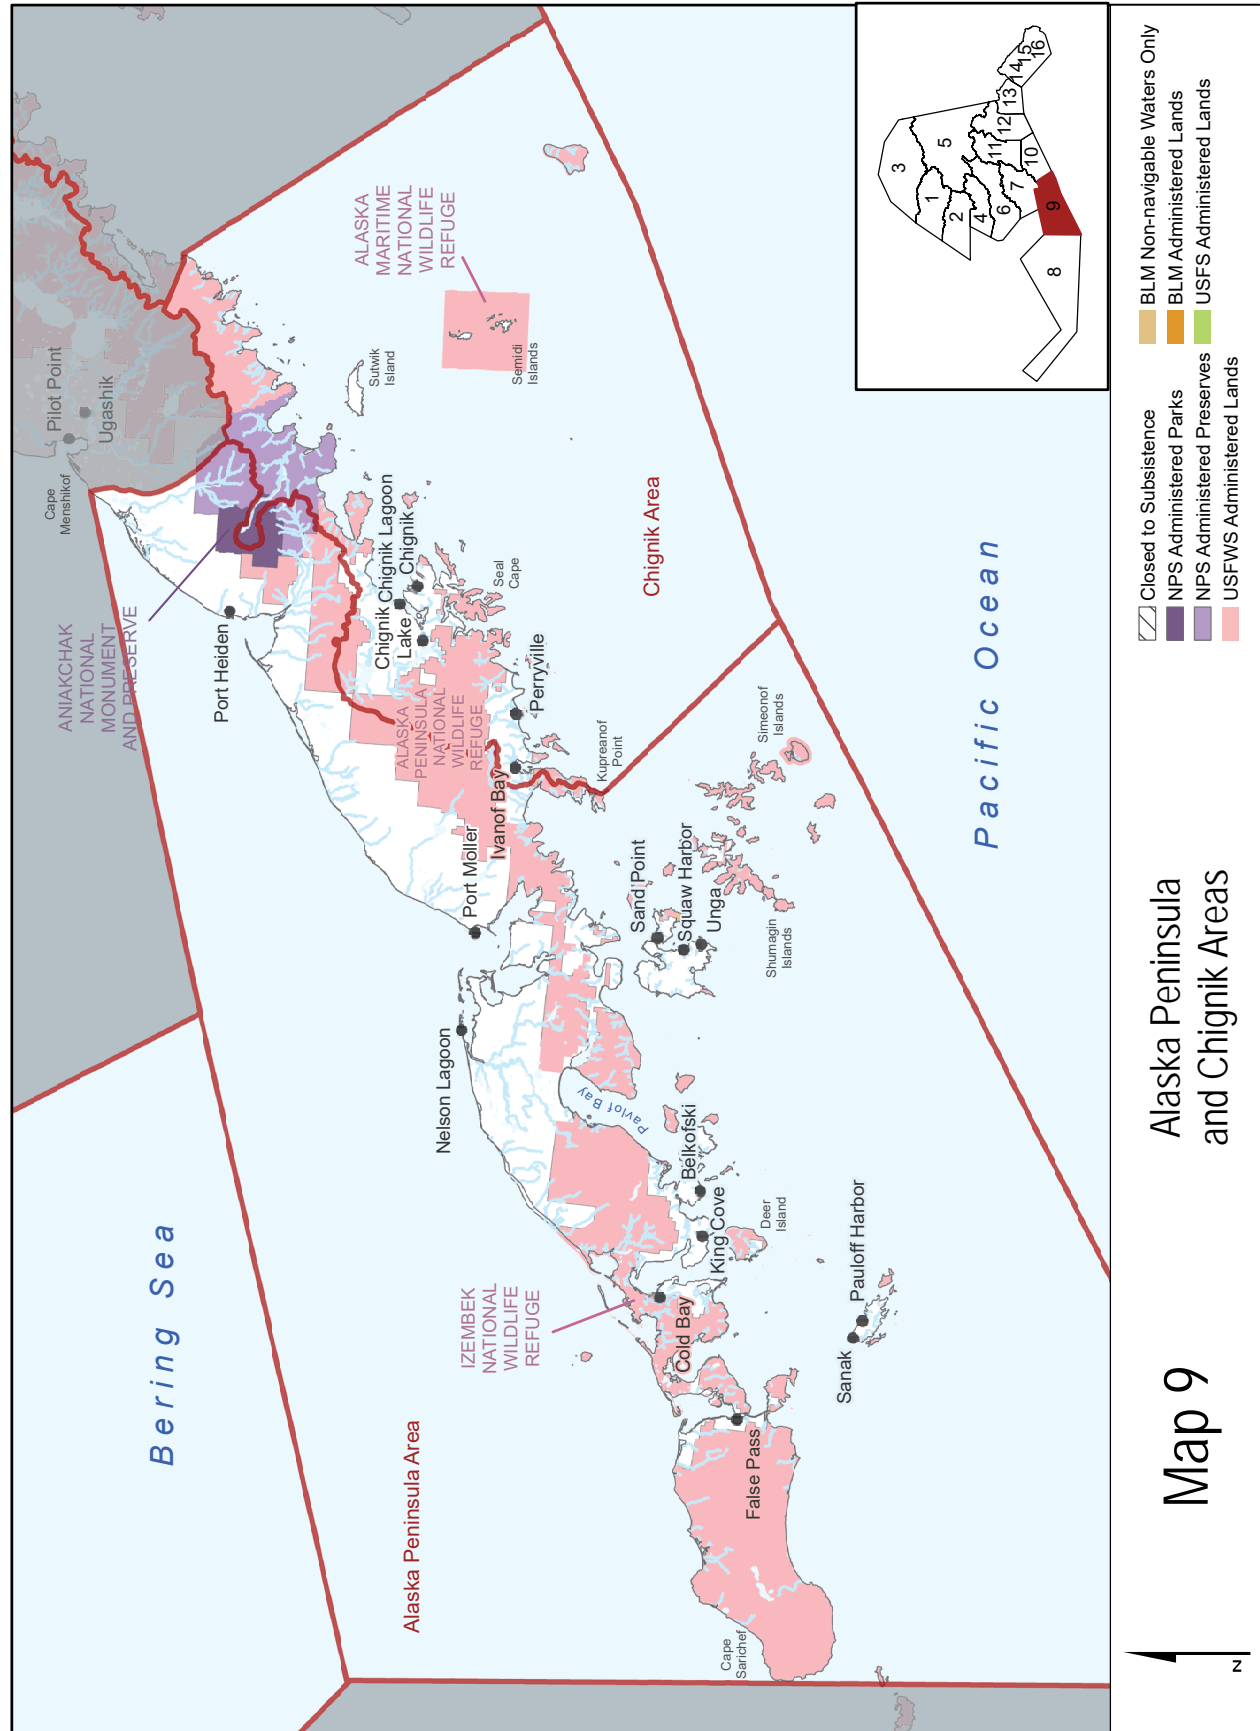 Bering Sea
Pacific Ocean
Alaska Peninsula Area
Chignik Area
ANIAKCHAK
NATIONAL
MONUMENT
AND PRESERVE
ALASKA
MARITIME
NATIONAL
WILDLIFE
REFUGE
ALASKA
PENINSULA
NATIONAL
WILDLIFE
REFUGE
IZEMBEK
NATIONAL
WILDLIFE
REFUGE
Pilot Point
Ugashik
Cape
Menshikof
Port Heiden
Sutwik
Island
Semidi
Islands
Chignik Lagoon
Chignik
Chignik
Lake
Seal
Cape
Perryville
Ivanof Bay
Kupreanof
Point
Port Moller
Nelson Lagoon
Sand Point
Squaw Harbor
Unga
Simeonof
Islands
Shumagin
Islands
Pavlof Bay
Belkofski
King Cove
Deer
Island
Cold Bay
Pauloff Harbor
Sanak
False Pass
Cape
Sarichef
1
2
3
4
5
6
7
8
9
10
11
12
13
14
15
16
N
Map 9
Alaska Peninsula
and Chignik Areas
Closed to Subsistence
NPS Administered Parks
NPS Administered Preserves
USFWS Administered Lands
BLM Non-navigable Waters Only
BLM Administered Lands
USFS Administered Lands